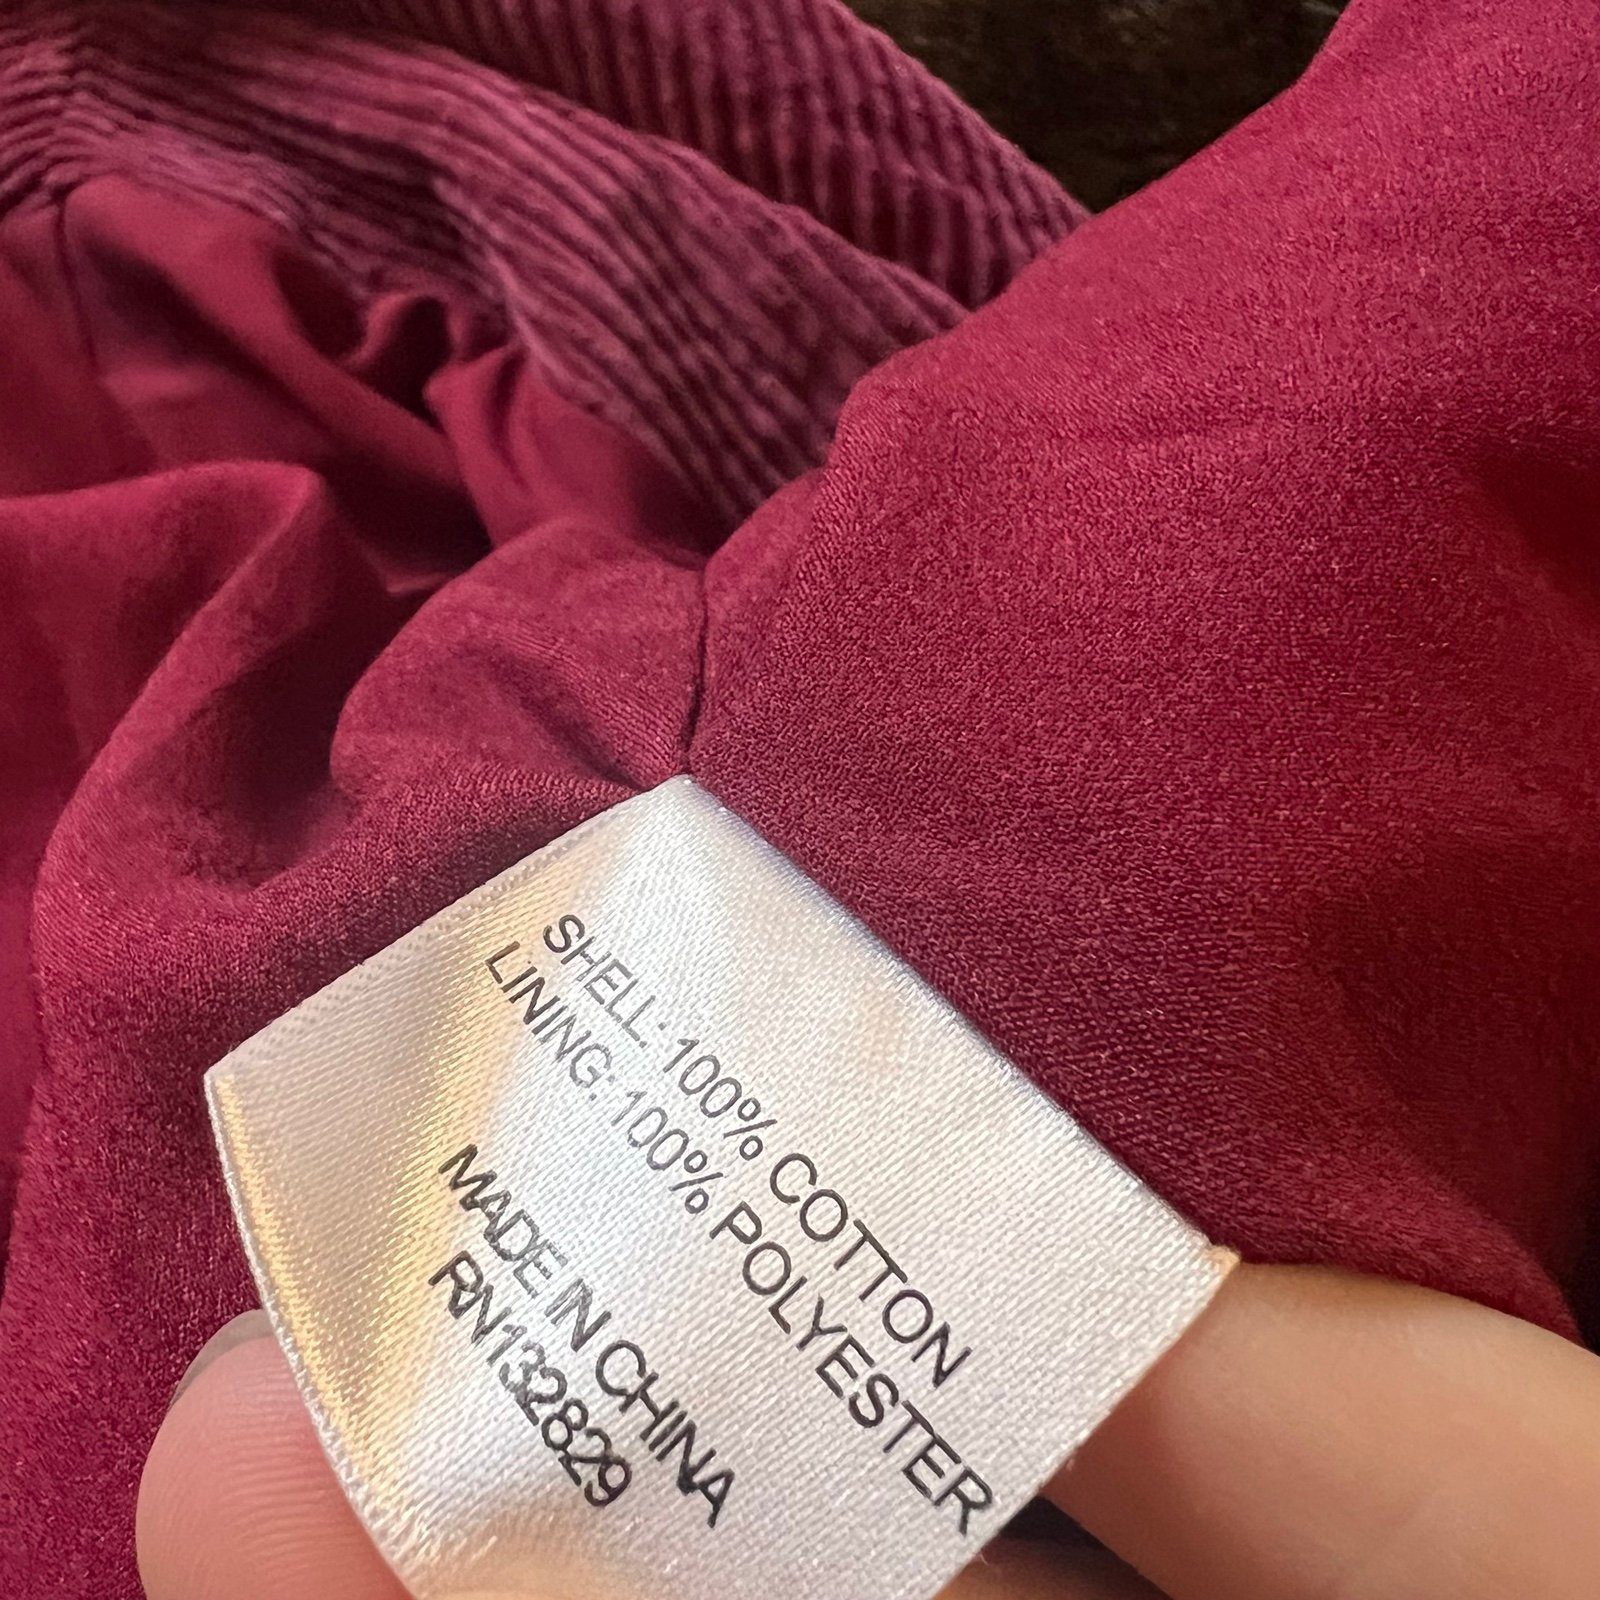 SHELL: 100% COTTON
LINING: 100% POLYESTER
MADE IN CHINA
RN132829